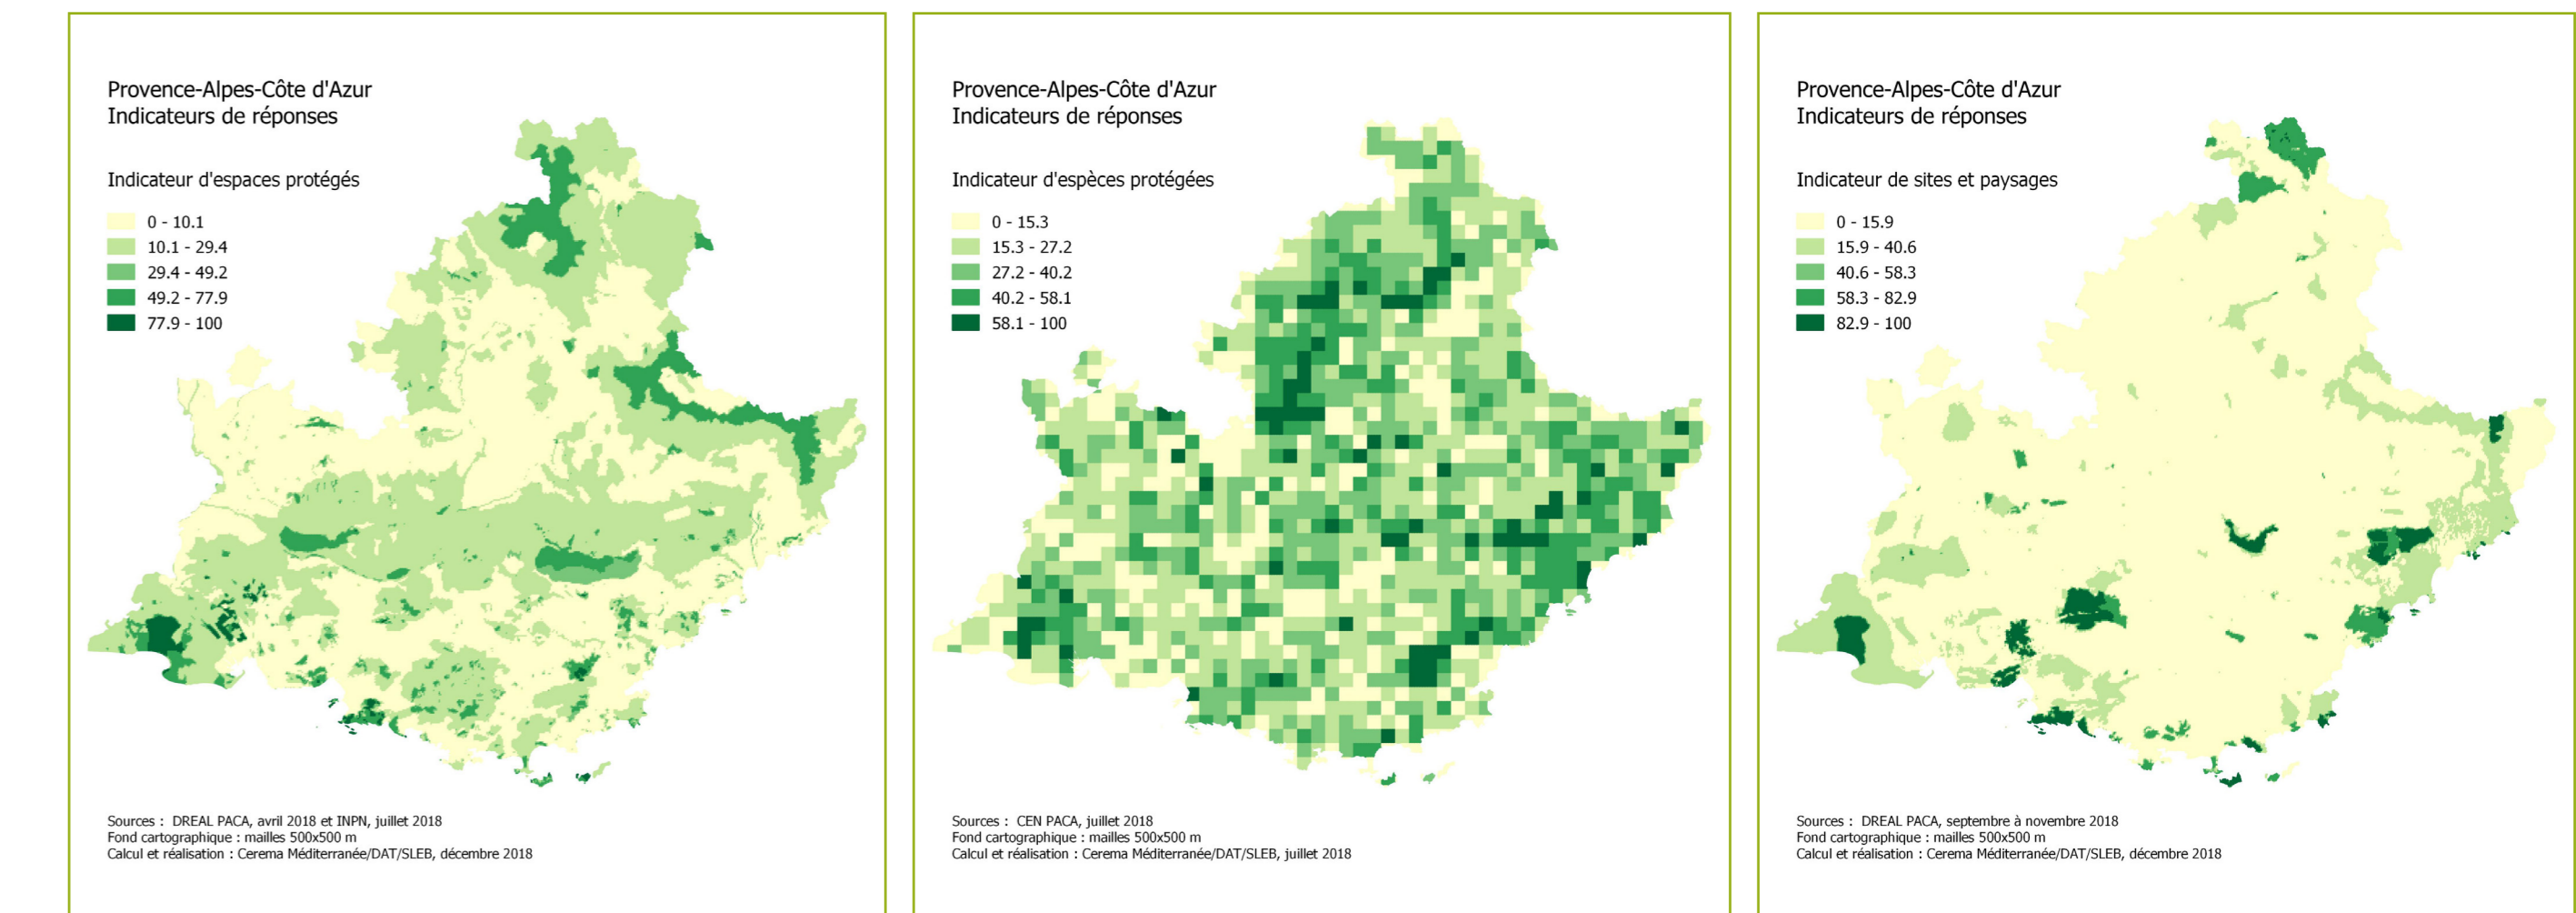 Provence-Alpes-Côte d'Azur
Indicateurs de réponses
Indicateur d'espaces protégés
0 - 10.1
10.1 - 29.4
29.4 - 49.2
49.2 - 77.9
77.9 - 100
Sources : DREAL PACA, avril 2018 et INPN, juillet 2018
Fond cartographique : mailles 500x500 m
Calcul et réalisation : Cerema Méditerranée/DAT/SLEB, décembre 2018
Provence-Alpes-Côte d'Azur
Indicateurs de réponses
Indicateur d'espèces protégées
0 - 15.3
15.3 - 27.2
27.2 - 40.2
40.2 - 58.1
58.1 - 100
Sources : CEN PACA, juillet 2018
Fond cartographique : mailles 500x500 m
Calcul et réalisation : Cerema Méditerranée/DAT/SLEB, juillet 2018
Provence-Alpes-Côte d'Azur
Indicateurs de réponses
Indicateur de sites et paysages
0 - 15.9
15.9 - 40.6
40.6 - 58.3
58.3 - 82.9
82.9 - 100
Sources : DREAL PACA, septembre à novembre 2018
Fond cartographique : mailles 500x500 m
Calcul et réalisation : Cerema Méditerranée/DAT/SLEB, décembre 2018